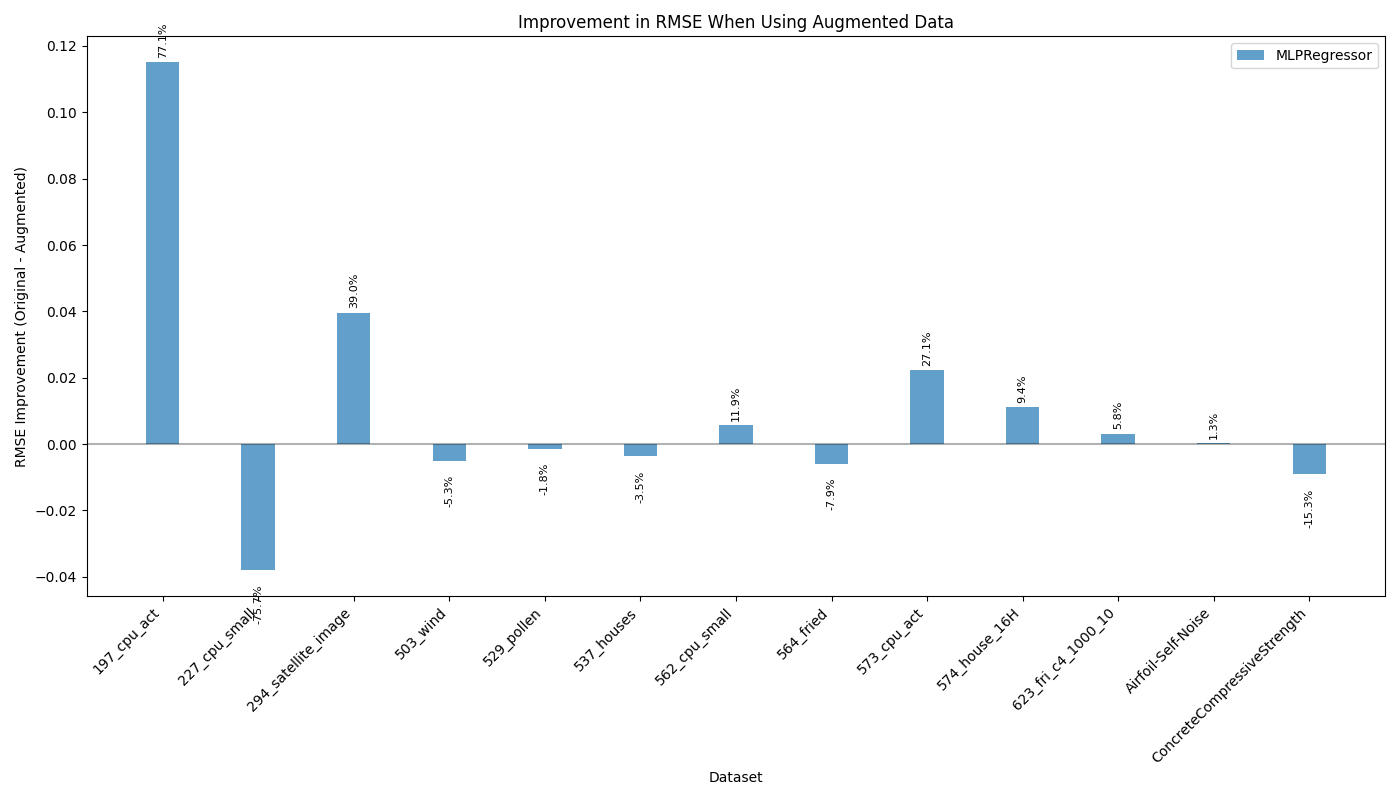 Improvement in RMSE When Using Augmented Data
MLPRegressor
RMSE Improvement (Original - Augmented)
0.12
0.10
0.08
0.06
0.04
0.02
0.00
−0.02
−0.04
77.1%
-75.7%
39.0%
-5.3%
-1.8%
-3.5%
11.9%
-7.9%
27.1%
9.4%
5.8%
1.3%
-15.3%
197_cpu_act
227_cpu_small
294_satellite_image
503_wind
529_pollen
537_houses
562_cpu_small
564_fried
573_cpu_act
574_house_16H
623_fri_c4_1000_10
Airfoil-Self-Noise
ConcreteCompressiveStrength
Dataset